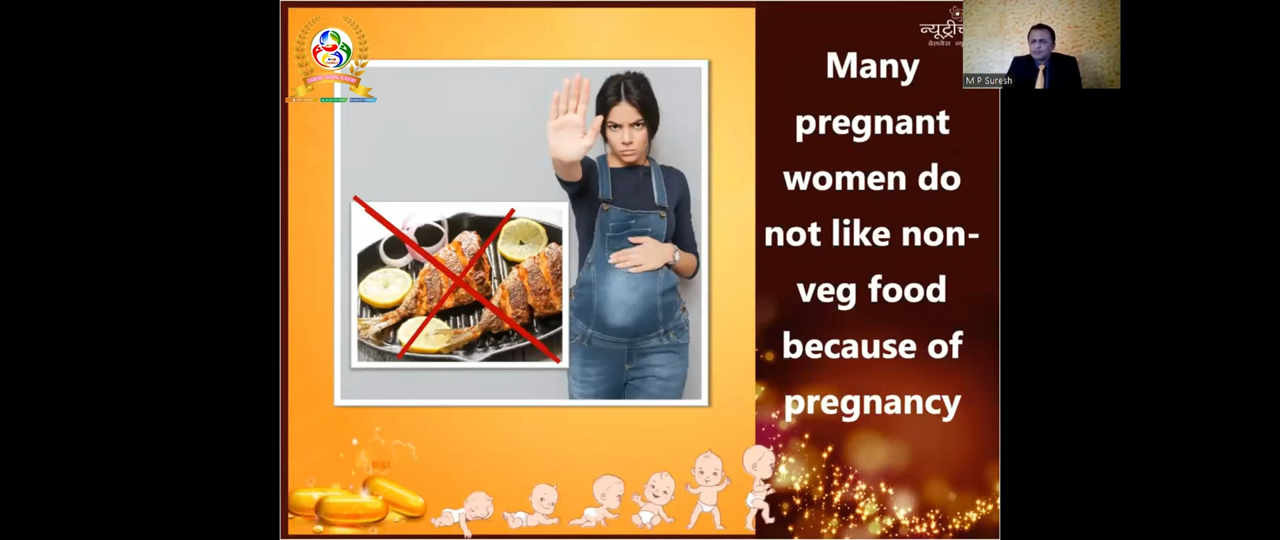 न्यूट्रीच
M P Suresh
Many
pregnant
women do
not like non-
veg food
because of
pregnancy